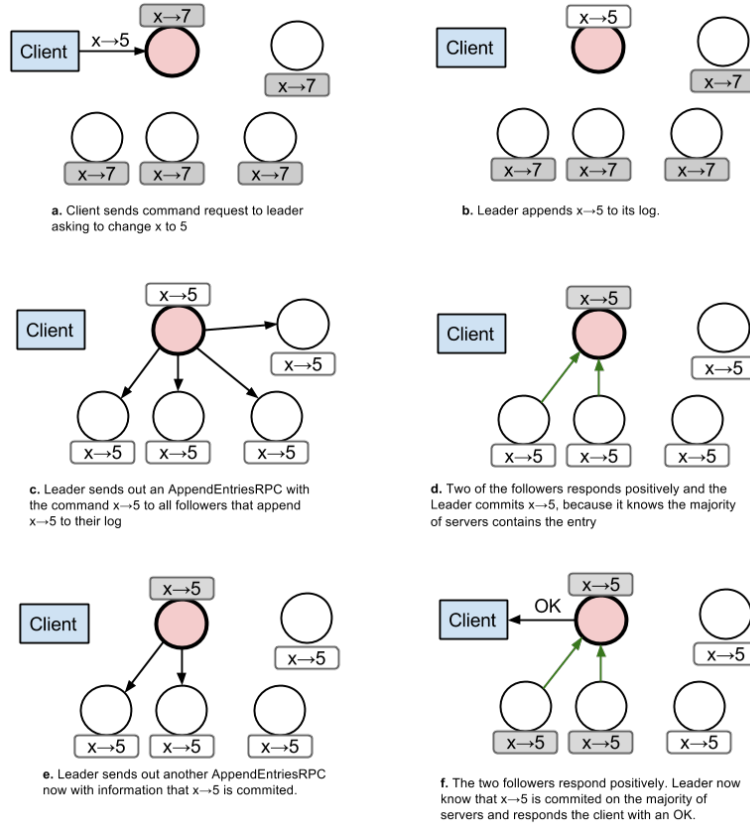 x→7
x→5
Client
x→7
x→7
x→7
x→7
a. Client sends command request to leader
asking to change x to 5
x→5
Client
x→7
x→7
x→7
x→7
b. Leader appends x→5 to its log.
x→5
Client
x→5
x→5
x→5
x→5
c. Leader sends out an AppendEntriesRPC with
the command x→5 to all followers that append
x→5 to their log
x→5
Client
x→5
x→5
x→5
x→5
d. Two of the followers responds positively and the
Leader commits x→5, because it knows the majority
of servers contains the entry
x→5
Client
x→5
x→5
x→5
x→5
e. Leader sends out another AppendEntriesRPC
now with information that x→5 is commited.
x→5
OK
Client
x→5
x→5
x→5
x→5
f. The two followers respond positively. Leader now
know that x→5 is commited on the majority of
servers and responds the client with an OK.